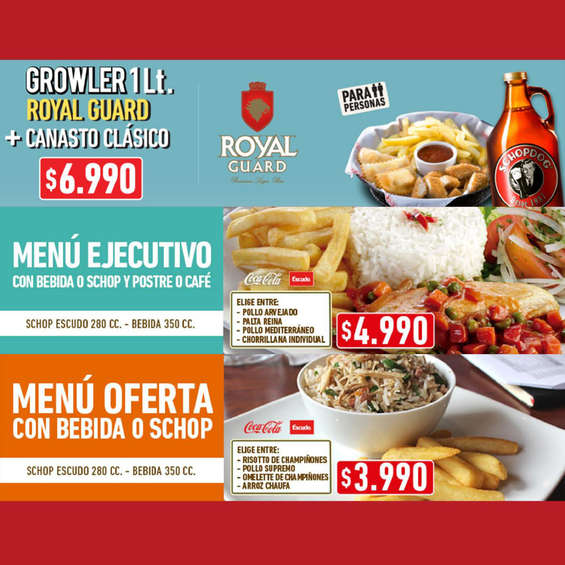 GROWLER 1 Lt.
ROYAL GUARD
+ CANASTO CLÁSICO
$6.990
ROYAL
GUARD
PARA
PERSONAS
SCHOPDOG
MENÚ EJECUTIVO
CON BEBIDA O SCHOP Y POSTRE O CAFÉ
SCHOP ESCUDO 280 CC. - BEBIDA 350 CC.
Coca-Cola Escudo
ELIGE ENTRE:
- POLLO ARVEJADO
- PALTA REINA
- POLLO MEDITERRÁNEO
- CHORRILLANA INDIVIDUAL
$4.990
MENÚ OFERTA
CON BEBIDA O SCHOP
SCHOP ESCUDO 280 CC. - BEBIDA 350 CC.
Coca-Cola Escudo
ELIGE ENTRE:
- RISOTTO DE CHAMPIÑONES
- POLLO SUPREMO
- OMELETTE DE CHAMPIÑONES
- ARROZ CHAUFA
$3.990